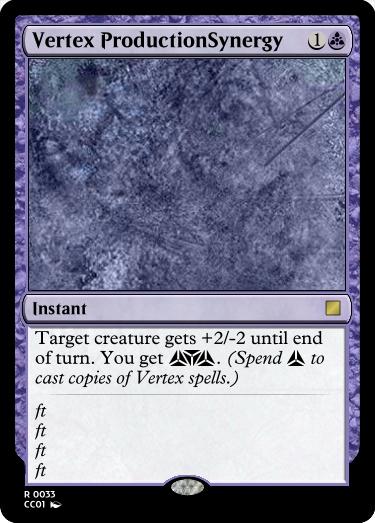 Vertex ProductionSynergy 1
Instant
Target creature gets +2/-2 until end
of turn. You get . (Spend to
cast copies of Vertex spells.)
ft
ft
ft
ft
R 0033
CC01